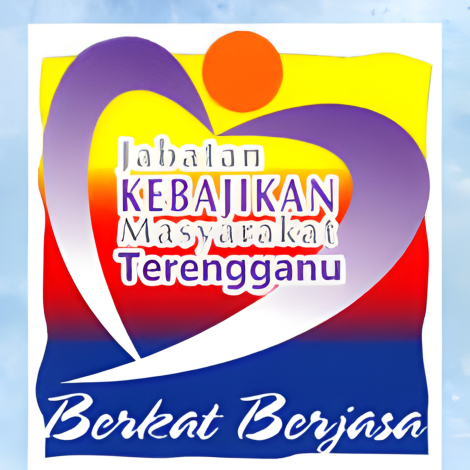 Jabatan
KEBAJIKAN
Masyarakat
Terengganu
Berkat Berjasa